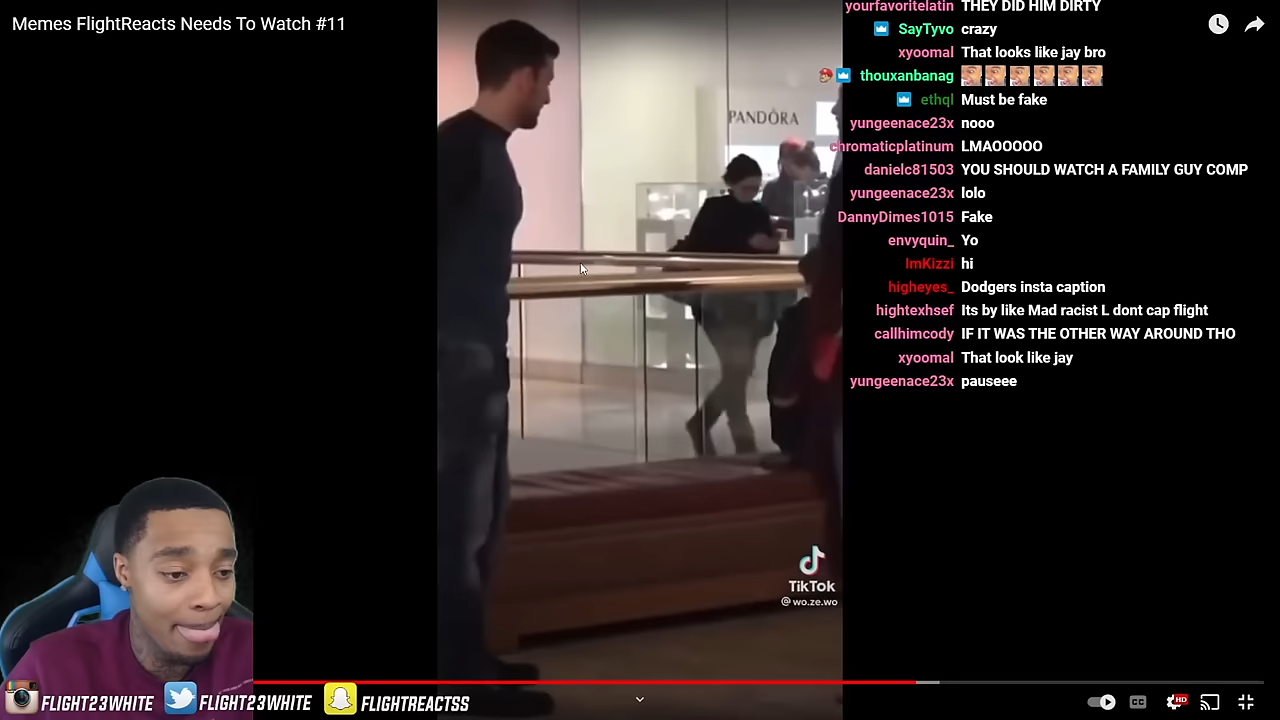 Memes FlightReacts Needs To Watch #11
yourfavoritelatin THEY DID HIM DIRTY
SayTyvo crazy
xyoomal That looks like jay bro
thouxanbanag
ethql Must be fake
yungeenace23x nooo
chromaticplatinum LMAOOOOO
danielc81503 YOU SHOULD WATCH A FAMILY GUY COMP
yungeenace23x lolo
DannyDimes1015 Fake
envyquin_ Yo
ImKizzi hi
higheyes_ Dodgers insta caption
hightexhsef Its by like Mad racist L dont cap flight
callhimcody IF IT WAS THE OTHER WAY AROUND THO
xyoomal That look like jay
yungeenace23x pauseee
PANDÖRA
TikTok
@wo.ze.wo
FLIGHT23WHITE FLIGHT23WHITE FLIGHTREACTSS
CC HD